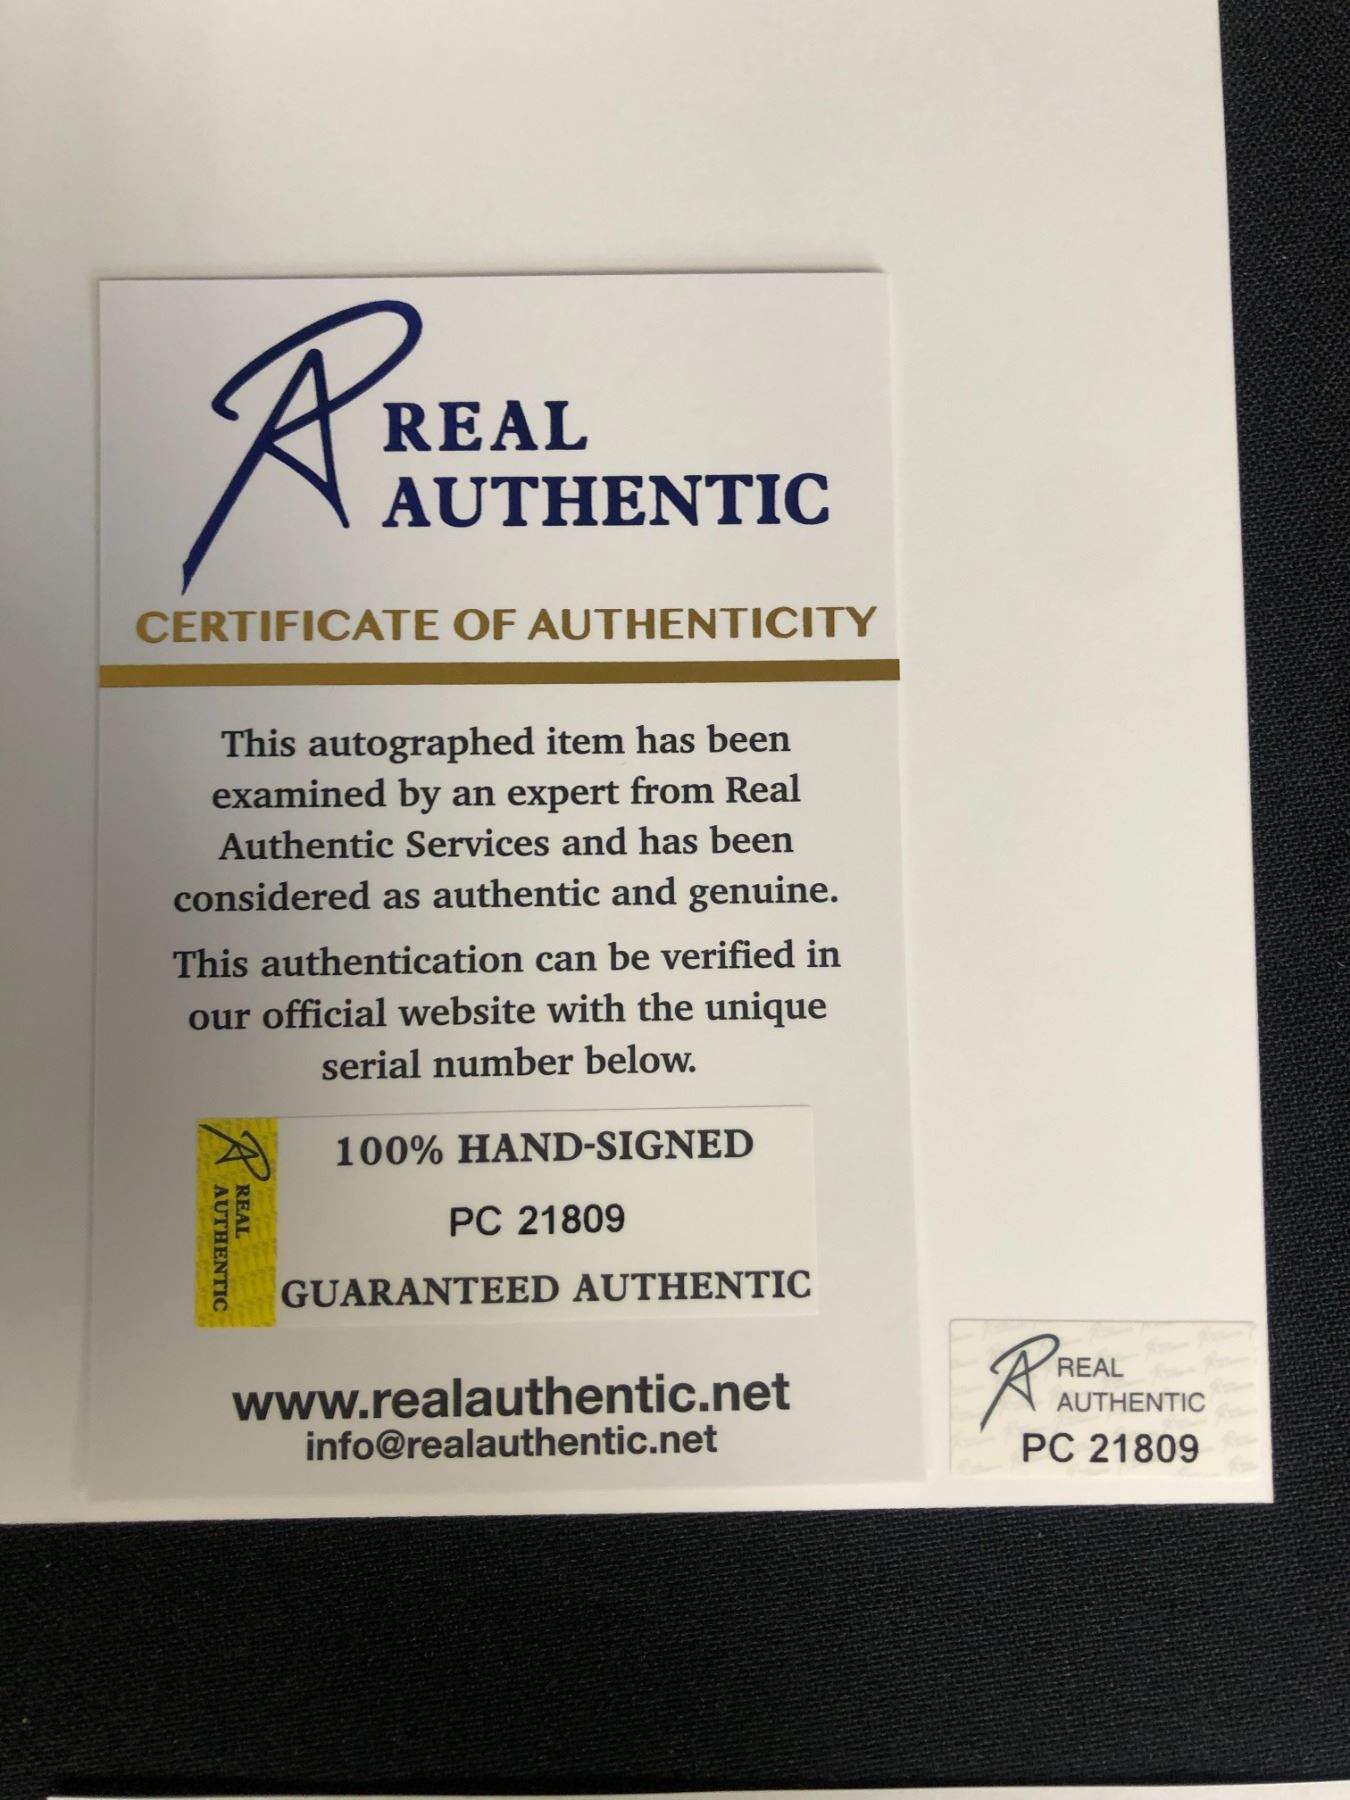 REAL
AUTHENTIC
CERTIFICATE OF AUTHENTICITY
This autographed item has been
examined by an expert from Real
Authentic Services and has been
considered as authentic and genuine.
This authentication can be verified in
our official website with the unique
serial number below.
REAL
AUTHENTIC
100% HAND-SIGNED
PC 21809
GUARANTEED AUTHENTIC
www.realauthentic.net
info@realauthentic.net
REAL
AUTHENTIC
PC 21809